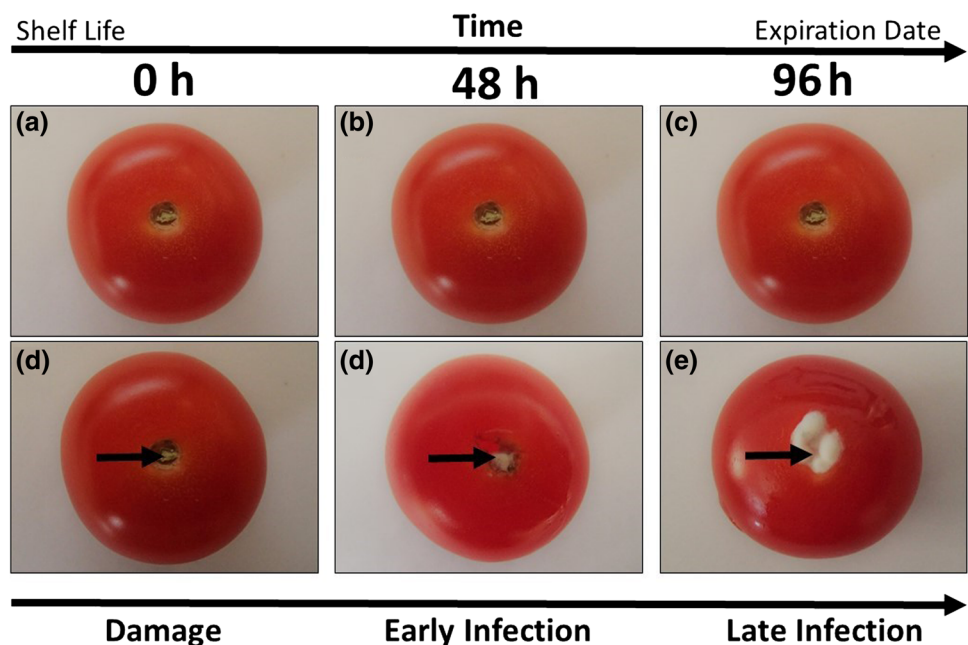 Shelf Life Time Expiration Date
0 h 48 h 96 h
(a) (b) (c)
(d) (d) (e)
Damage Early Infection Late Infection